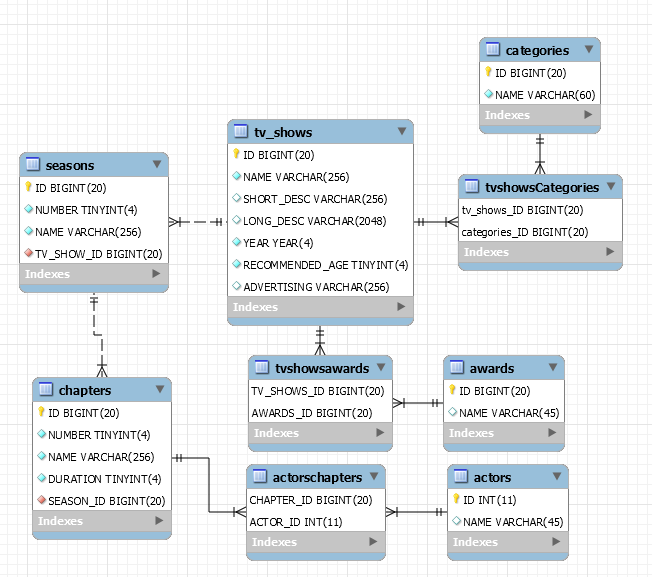 categories
ID BIGINT(20)
NAME VARCHAR(60)
Indexes
tv_shows
ID BIGINT(20)
NAME VARCHAR(256)
SHORT_DESC VARCHAR(256)
LONG_DESC VARCHAR(2048)
YEAR YEAR(4)
RECOMMENDED_AGE TINYINT(4)
ADVERTISING VARCHAR(256)
Indexes
seasons
ID BIGINT(20)
NUMBER TINYINT(4)
NAME VARCHAR(256)
TV_SHOW_ID BIGINT(20)
Indexes
tvshowsCategories
tv_shows_ID BIGINT(20)
categories_ID BIGINT(20)
Indexes
tvshowsawards
TV_SHOWS_ID BIGINT(20)
AWARDS_ID BIGINT(20)
Indexes
awards
ID BIGINT(20)
NAME VARCHAR(45)
Indexes
chapters
ID BIGINT(20)
NUMBER TINYINT(4)
NAME VARCHAR(256)
DURATION TINYINT(4)
SEASON_ID BIGINT(20)
Indexes
actorschapters
CHAPTER_ID BIGINT(20)
ACTOR_ID INT(11)
Indexes
actors
ID INT(11)
NAME VARCHAR(45)
Indexes